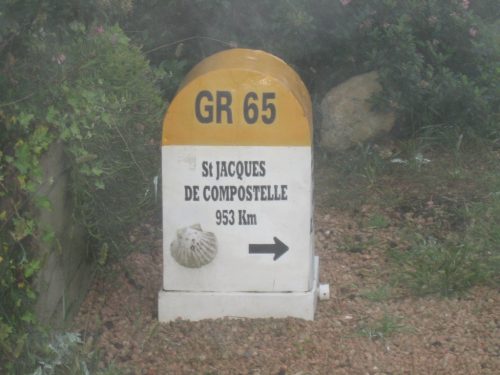 GR 65
St JACQUES
DE COMPOSTELLE
953 Km